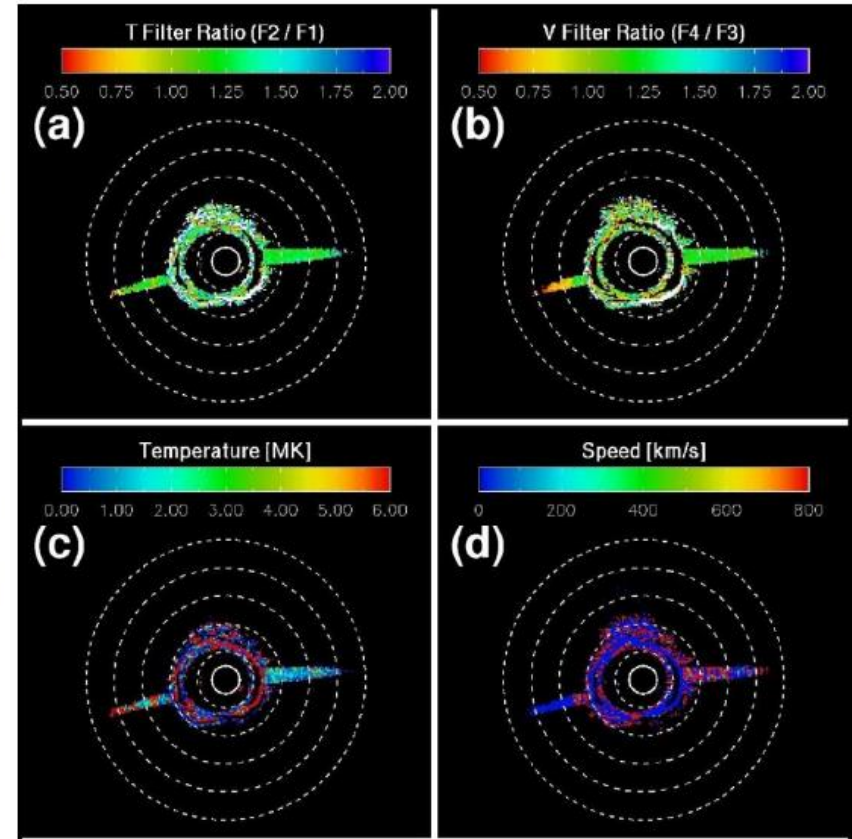 T Filter Ratio (F2 / F1)
0.50 0.75 1.00 1.25 1.50 1.75 2.00
(a)
V Filter Ratio (F4 / F3)
0.50 0.75 1.00 1.25 1.50 1.75 2.00
(b)
Temperature [MK]
0.00 1.00 2.00 3.00 4.00 5.00 6.00
(c)
Speed [km/s]
0 200 400 600 800
(d)